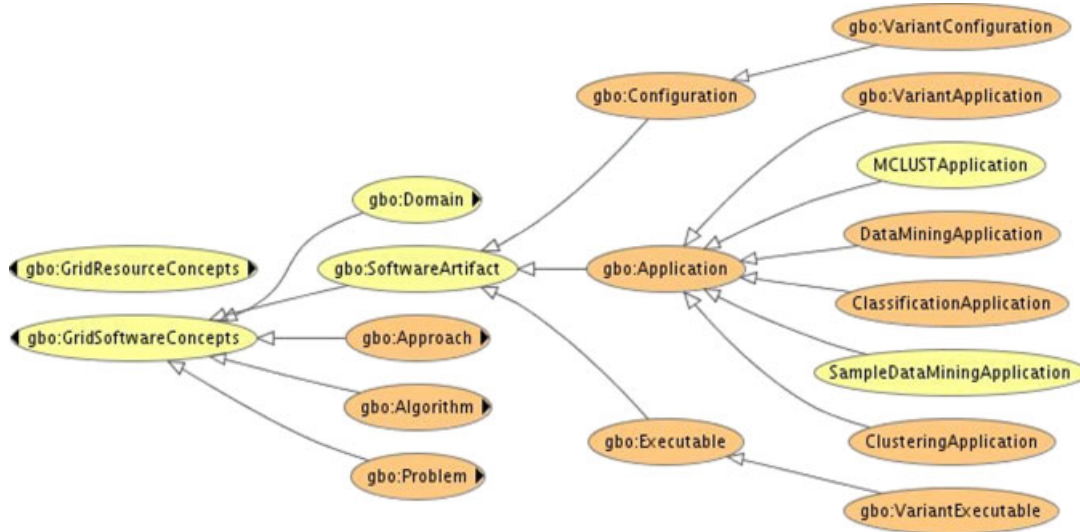 gbo:VariantConfiguration
gbo:Configuration
gbo:VariantApplication
MCLUSTApplication
gbo:Domain
DataMiningApplication
gbo:GridResourceConcepts
gbo:SoftwareArtifact
gbo:Application
ClassificationApplication
gbo:GridSoftwareConcepts
gbo:Approach
SampleDataMiningApplication
gbo:Algorithm
gbo:Executable
ClusteringApplication
gbo:Problem
gbo:VariantExecutable